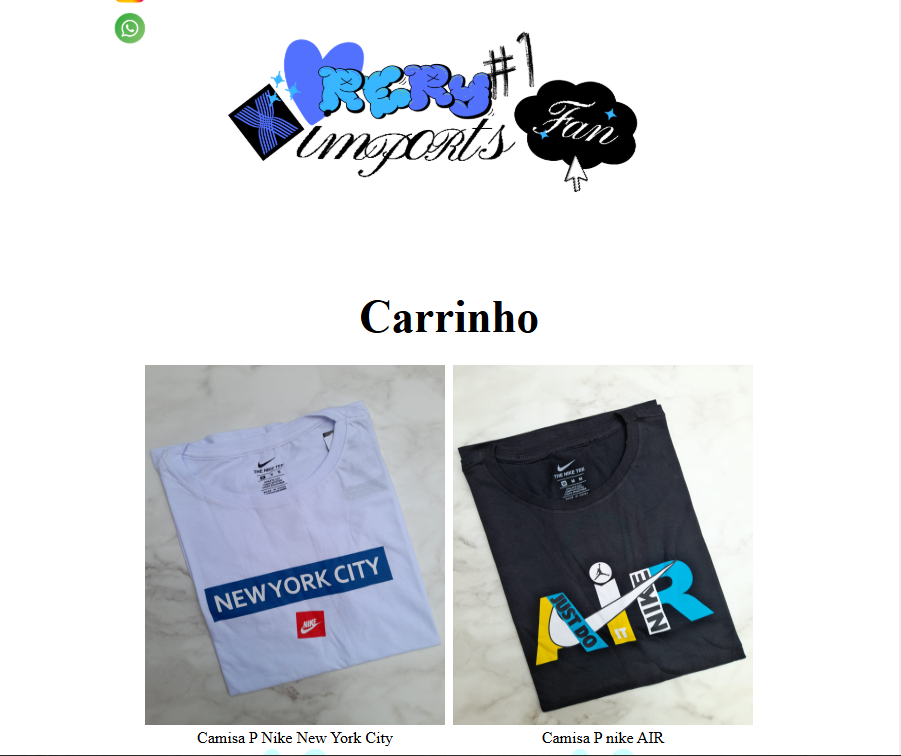 RERY #1
imports
Fan
Carrinho
THE NIKE TEE
NEW YORK CITY
NIKE
THE NIKE TEE
AIR
JUST DO IT
NIKE
Camisa P Nike New York City
Camisa P nike AIR